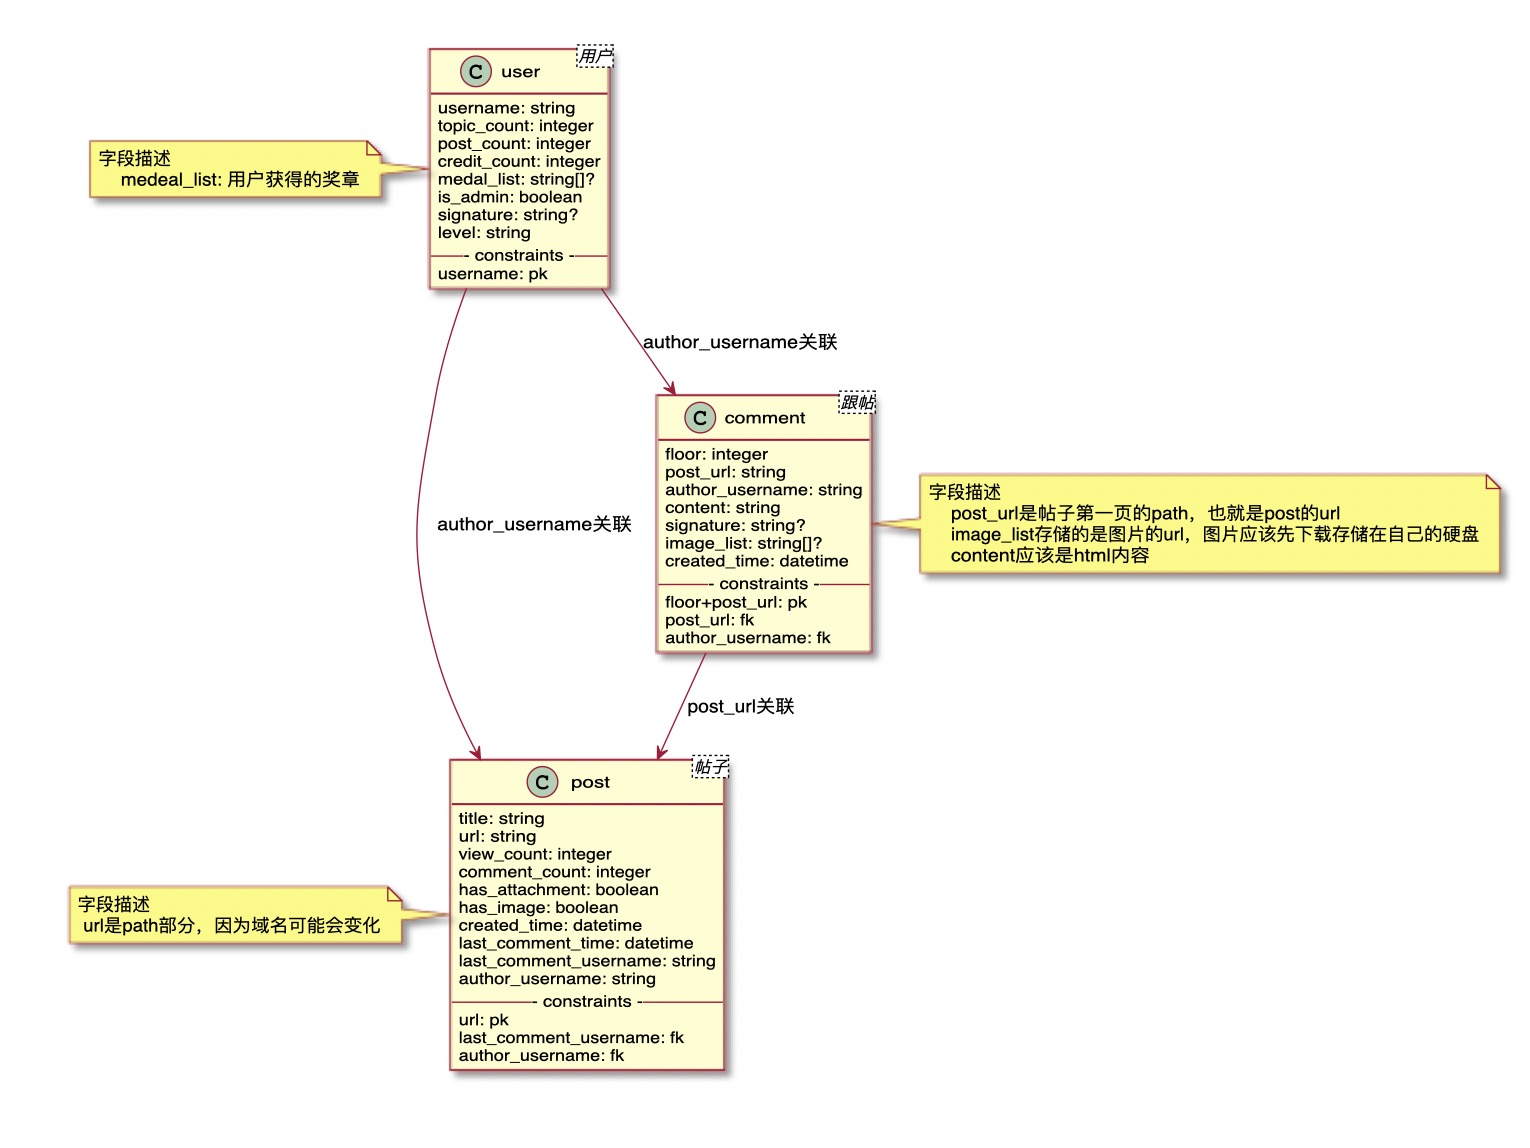 用户
C user
username: string
topic_count: integer
post_count: integer
credit_count: integer
medal_list: string[]?
is_admin: boolean
signature: string?
level: string
- constraints -
username: pk
字段描述
medeal_list: 用户获得的奖章
author_username关联
author_username关联
跟帖
C comment
floor: integer
post_url: string
author_username: string
content: string
signature: string?
image_list: string[]?
created_time: datetime
- constraints -
floor+post_url: pk
post_url: fk
author_username: fk
字段描述
post_url是帖子第一页的path，也就是post的url
image_list存储的是图片的url，图片应该先下载存储在自己的硬盘
content应该是html内容
post_url关联
帖子
C post
title: string
url: string
view_count: integer
comment_count: integer
has_attachment: boolean
has_image: boolean
created_time: datetime
last_comment_time: datetime
last_comment_username: string
author_username: string
- constraints -
url: pk
last_comment_username: fk
author_username: fk
字段描述
url是path部分，因为域名可能会变化